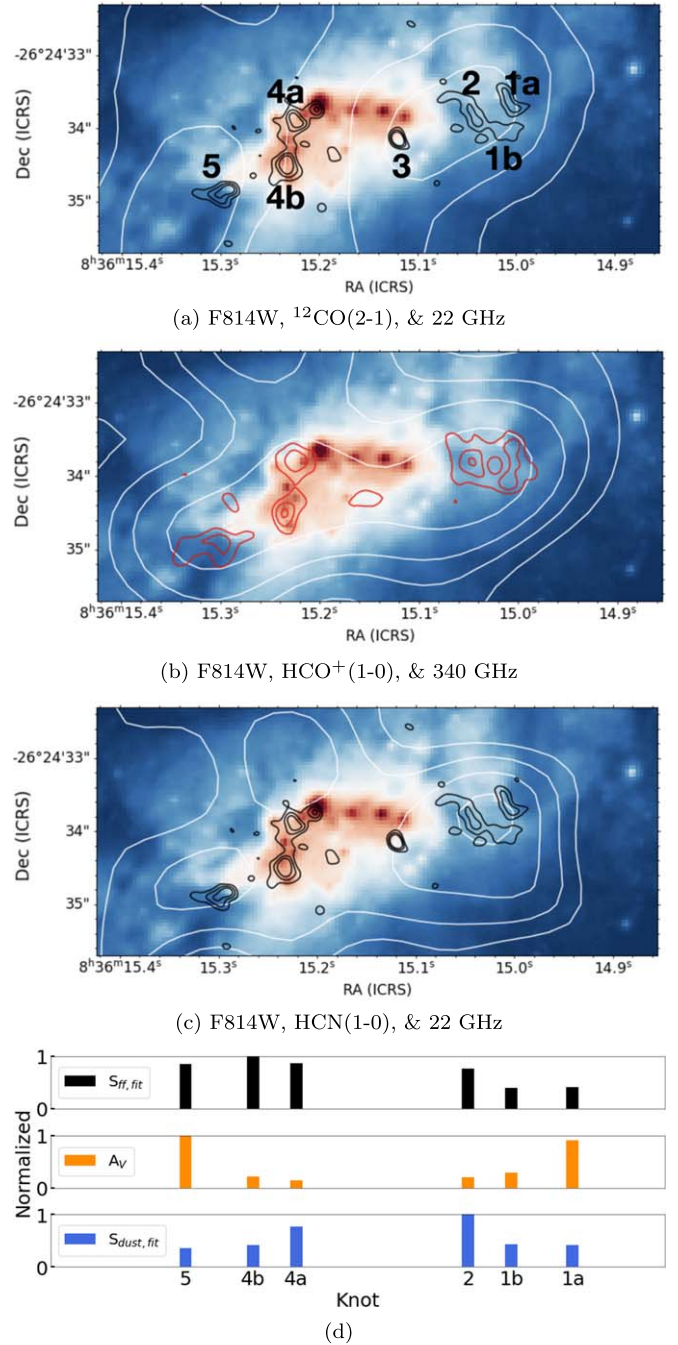 -26°24'33"
34"
35"
Dec (ICRS)
4a
2
1a
5
4b
3
1b
8ʰ36ᵐ15.4ˢ 15.3ˢ 15.2ˢ 15.1ˢ 15.0ˢ 14.9ˢ
RA (ICRS)
(a) F814W, ¹²CO(2-1), & 22 GHz
-26°24'33"
34"
35"
Dec (ICRS)
8ʰ36ᵐ15.4ˢ 15.3ˢ 15.2ˢ 15.1ˢ 15.0ˢ 14.9ˢ
RA (ICRS)
(b) F814W, HCO⁺(1-0), & 340 GHz
-26°24'33"
34"
35"
Dec (ICRS)
8ʰ36ᵐ15.4ˢ 15.3ˢ 15.2ˢ 15.1ˢ 15.0ˢ 14.9ˢ
RA (ICRS)
(c) F814W, HCN(1-0), & 22 GHz
Normalized
1
S_ff,fit
0
1
A_V
0
1
S_dust,fit
0
5 4b 4a 2 1b 1a
Knot
(d)